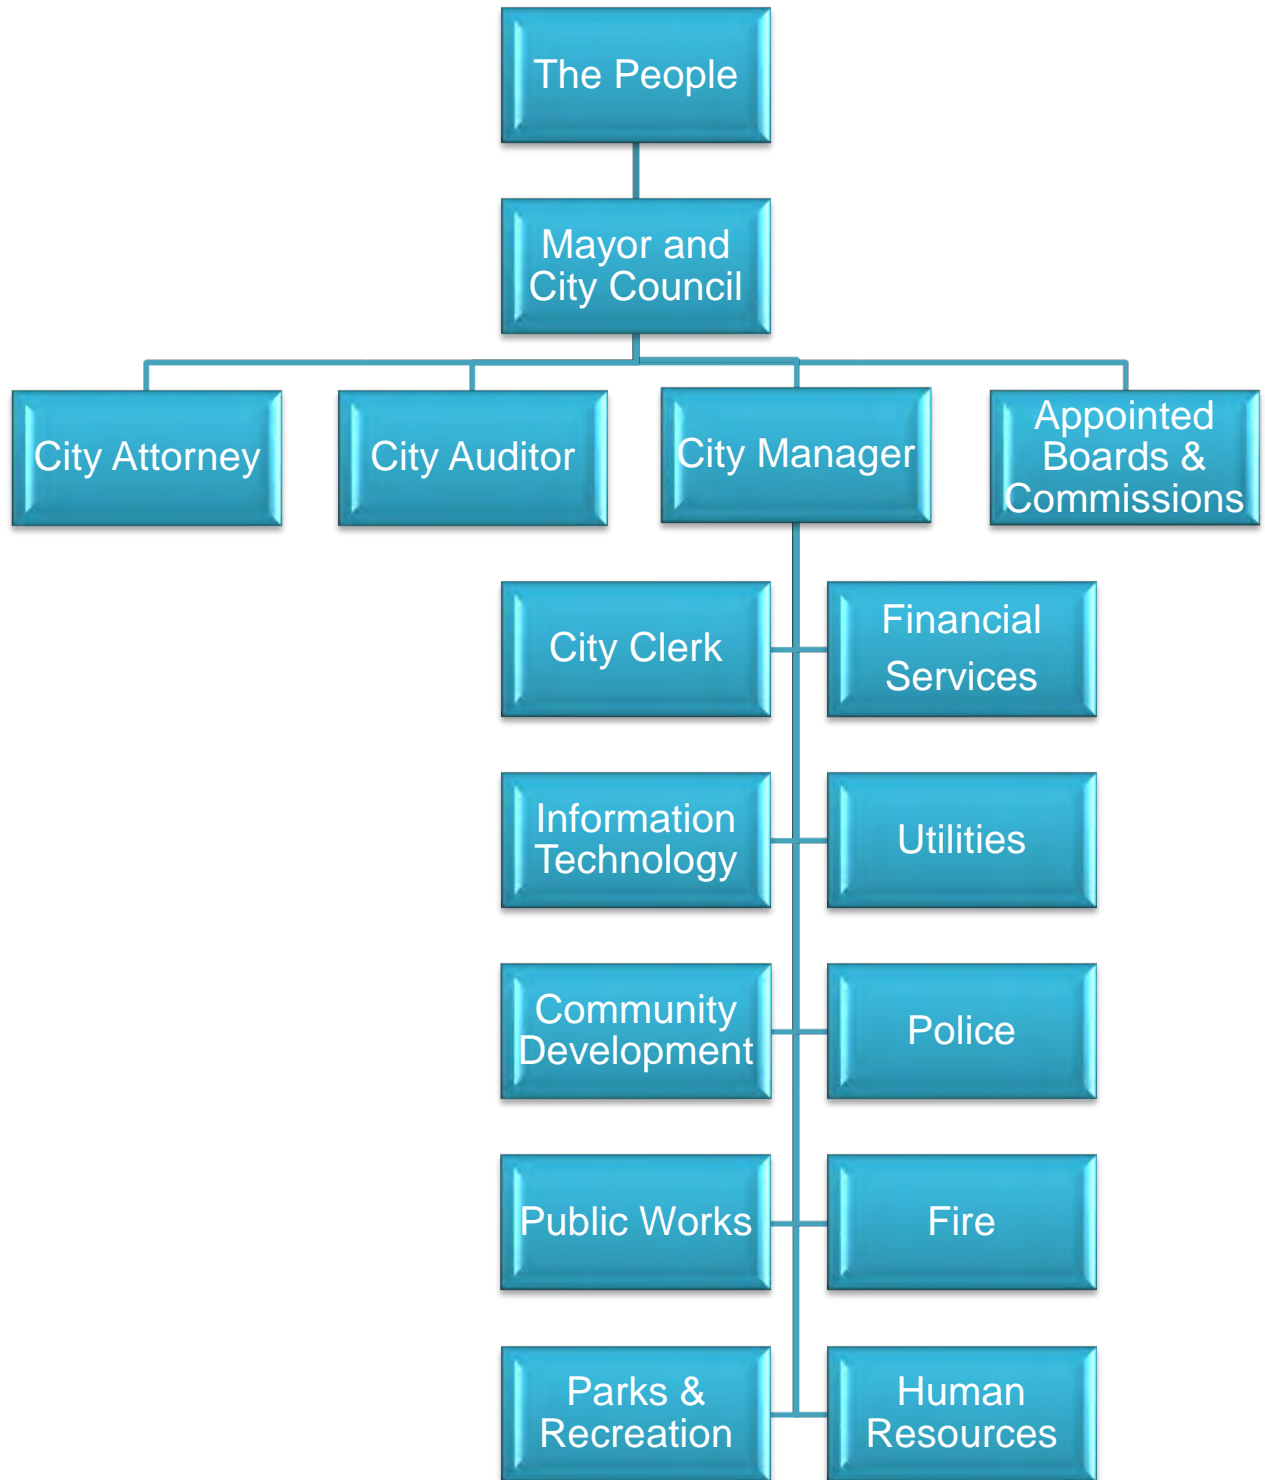 The People
Mayor and
City Council
City Attorney
City Auditor
City Manager
Appointed
Boards &
Commissions
City Clerk
Financial
Services
Information
Technology
Utilities
Community
Development
Police
Public Works
Fire
Parks &
Recreation
Human
Resources